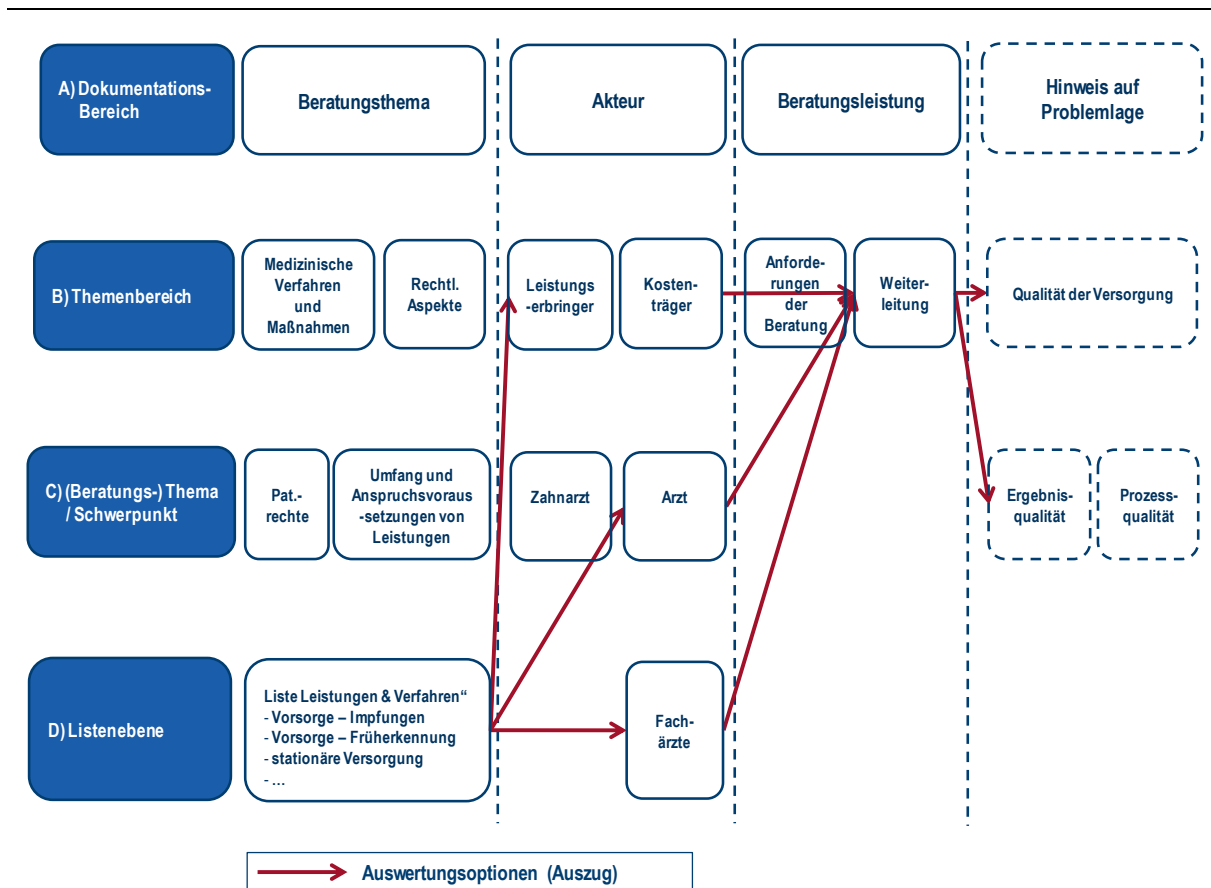 A) Dokumentations-
Bereich
Beratungsthema
Akteur
Beratungsleistung
Hinweis auf
Problemlage
B) Themenbereich
Medizinische
Verfahren
und
Maßnahmen
Rechtl.
Aspekte
Leistungs
-erbringer
Kosten-
träger
Anforde-
rungen
der
Beratung
Weiter-
leitung
Qualität der Versorgung
C) (Beratungs-) Thema
/ Schwerpunkt
Pat.-
rechte
Umfang und
Anspruchsvoraus
-setzungen von
Leistungen
Zahnarzt
Arzt
Ergebnis-
qualität
Prozess-
qualität
D) Listenebene
Liste Leistungen & Verfahren“
- Vorsorge – Impfungen
- Vorsorge – Früherkennung
- stationäre Versorgung
- ...
Fach-
ärzte
Auswertungsoptionen (Auszug)